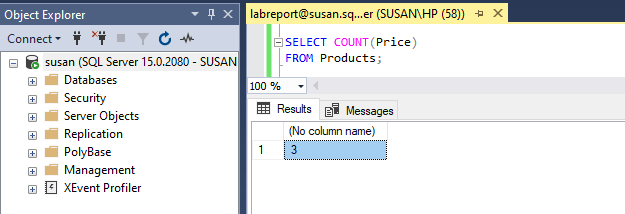 Object Explorer
Connect
susan (SQL Server 15.0.2080 - SUSAN
Databases
Security
Server Objects
Replication
PolyBase
Management
XEvent Profiler
labreport@susan.sq...er (SUSAN\HP (58))
SELECT COUNT(Price)
FROM Products;
100 %
Results Messages
(No column name)
1 3